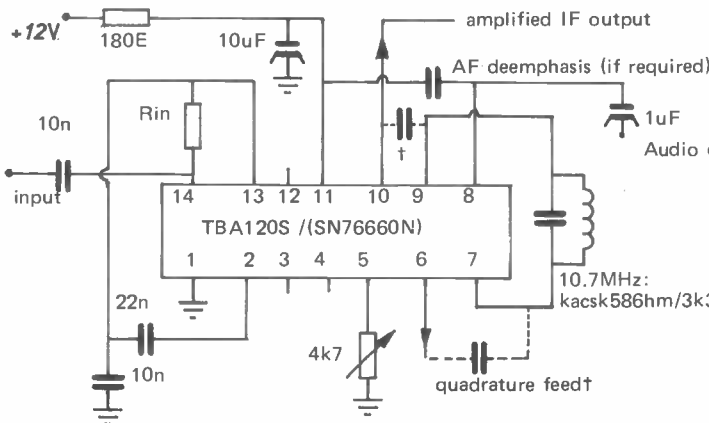 amplified IF output
+12V.
180E
10uF
AF deemphasis (if required)
10n
Rin
†
1uF
Audio
input
14 13 12 11 10 9 8
TBA120S /(SN76660N)
1 2 3 4 5 6 7
10.7MHz:
kacsk586hm/3k3
22n
4k7
10n
quadrature feed†